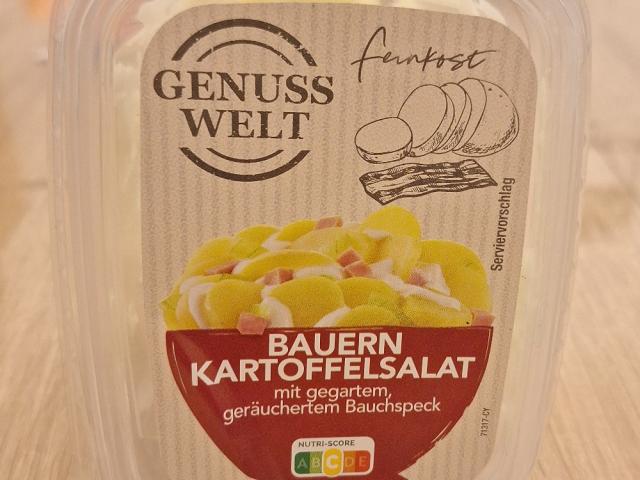 GENUSS
WELT
feinkost
Serviervorschlag
BAUERN
KARTOFFELSALAT
mit gegartem,
geräuchertem Bauchspeck
71317-CY
NUTRI-SCORE
A B C D E